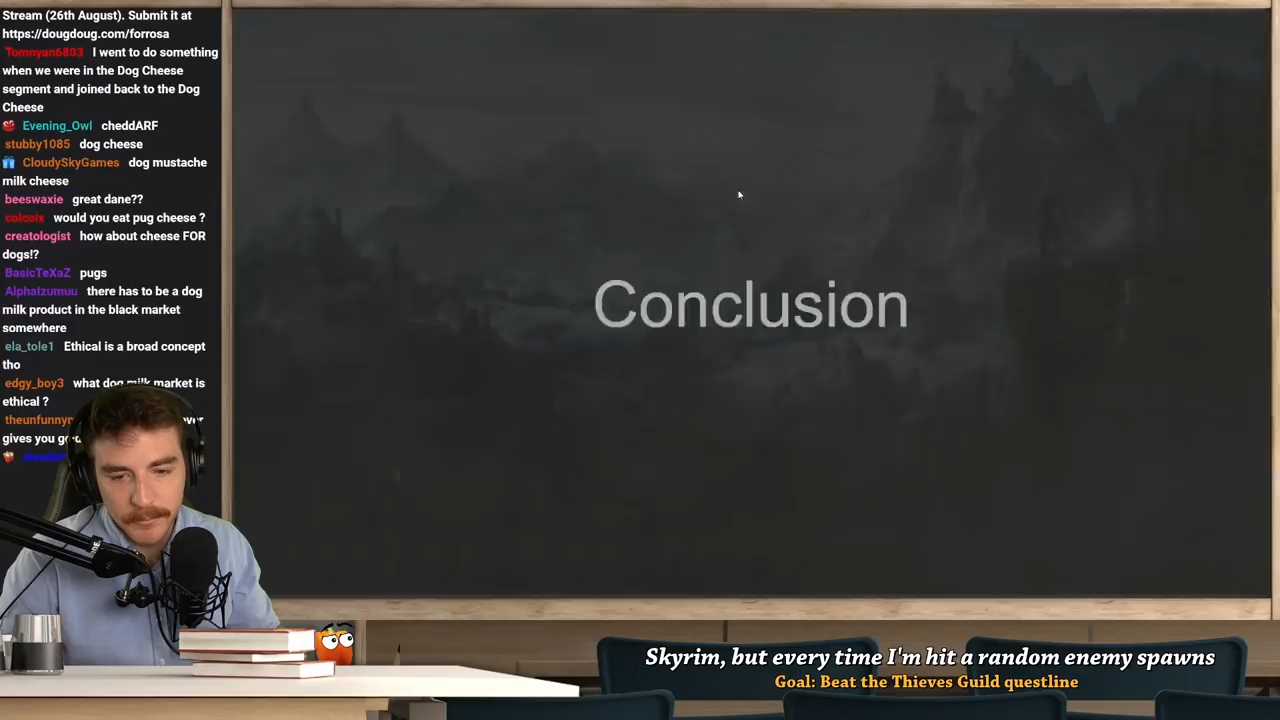 Stream (26th August). Submit it at
https://dougdoug.com/forrosa
Tomnyan6803 I went to do something
when we were in the Dog Cheese
segment and joined back to the Dog
Cheese
Evening_Owl cheddARF
stubby1085 dog cheese
CloudySkyGames dog mustache
milk cheese
beeswaxie great dane??
colcolx would you eat pug cheese ?
creatologist how about cheese FOR
dogs!?
BasicTeXaZ pugs
Alphalzumuu there has to be a dog
milk product in the black market
somewhere
ela_tole1 Ethical is a broad concept
tho
edgy_boy3 what dog milk market is
ethical ?
gives you
Conclusion
Skyrim, but every time I'm hit a random enemy spawns
Goal: Beat the Thieves Guild questline